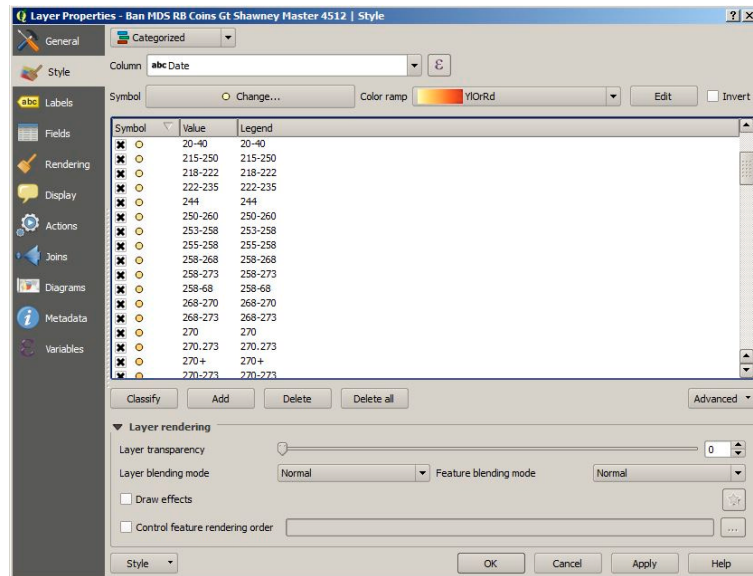 Layer Properties - Ban MDS RB Coins Gt Shawney Master 4512 | Style
General
Style
abc Labels
Fields
Rendering
Display
Actions
Joins
Diagrams
Metadata
Variables
Categorized
Column abc Date ε
Symbol Change... Color ramp YlOrRd Edit Invert
Symbol Value Legend
20-40 20-40
215-250 215-250
218-222 218-222
222-235 222-235
244 244
250-260 250-260
253-258 253-258
255-258 255-258
258-268 258-268
258-273 258-273
258-68 258-68
268-270 268-270
268-273 268-273
270 270
270.273 270.273
270+ 270+
270-273 270-273
Classify Add Delete Delete all Advanced
Layer rendering
Layer transparency 0
Layer blending mode Normal Feature blending mode Normal
Draw effects
Control feature rendering order ...
Style OK Cancel Apply Help